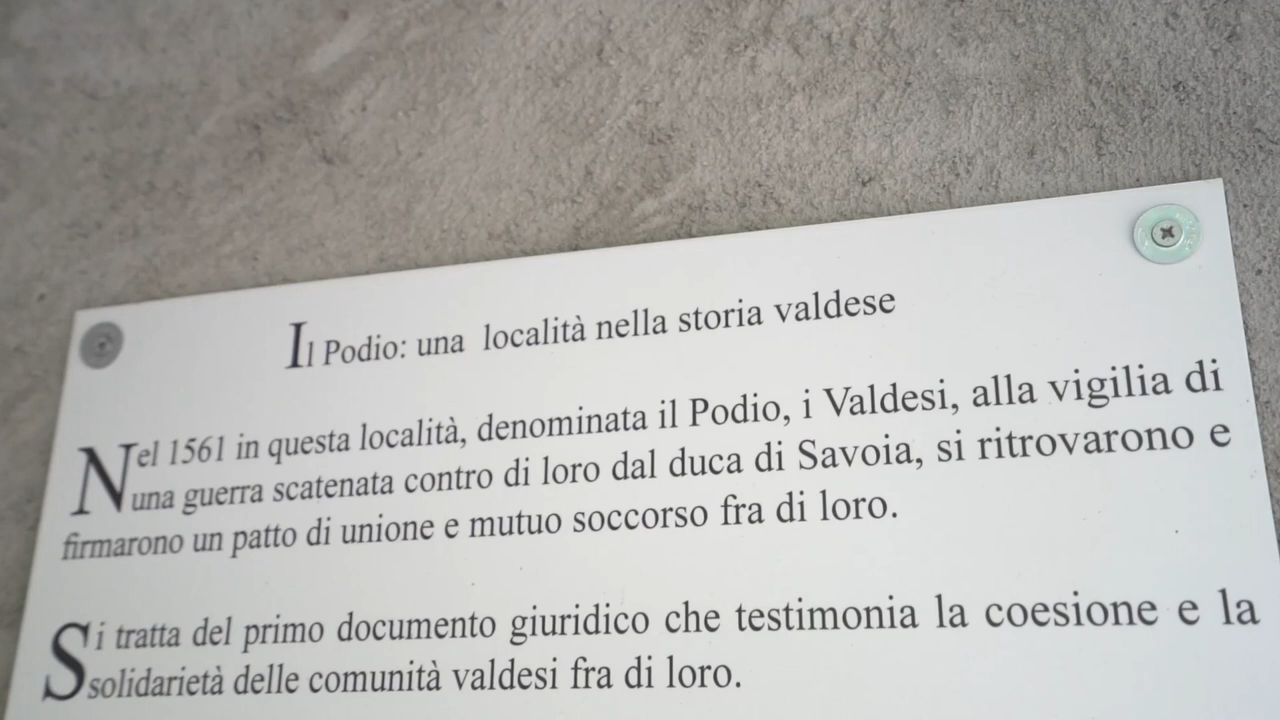 Il Podio: una località nella storia valdese
Nel 1561 in questa località, denominata il Podio, i Valdesi, alla vigilia di
una guerra scatenata contro di loro dal duca di Savoia, si ritrovarono e
firmarono un patto di unione e mutuo soccorso fra di loro.
Si tratta del primo documento giuridico che testimonia la coesione e la
solidarietà delle comunità valdesi fra di loro.